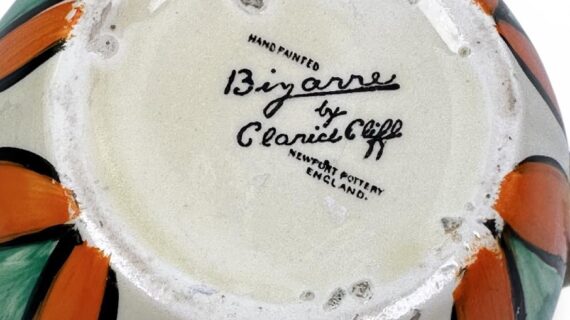 HAND PAINTED
Bizarre
by
Clarice Cliff
NEWPORT POTTERY
ENGLAND.